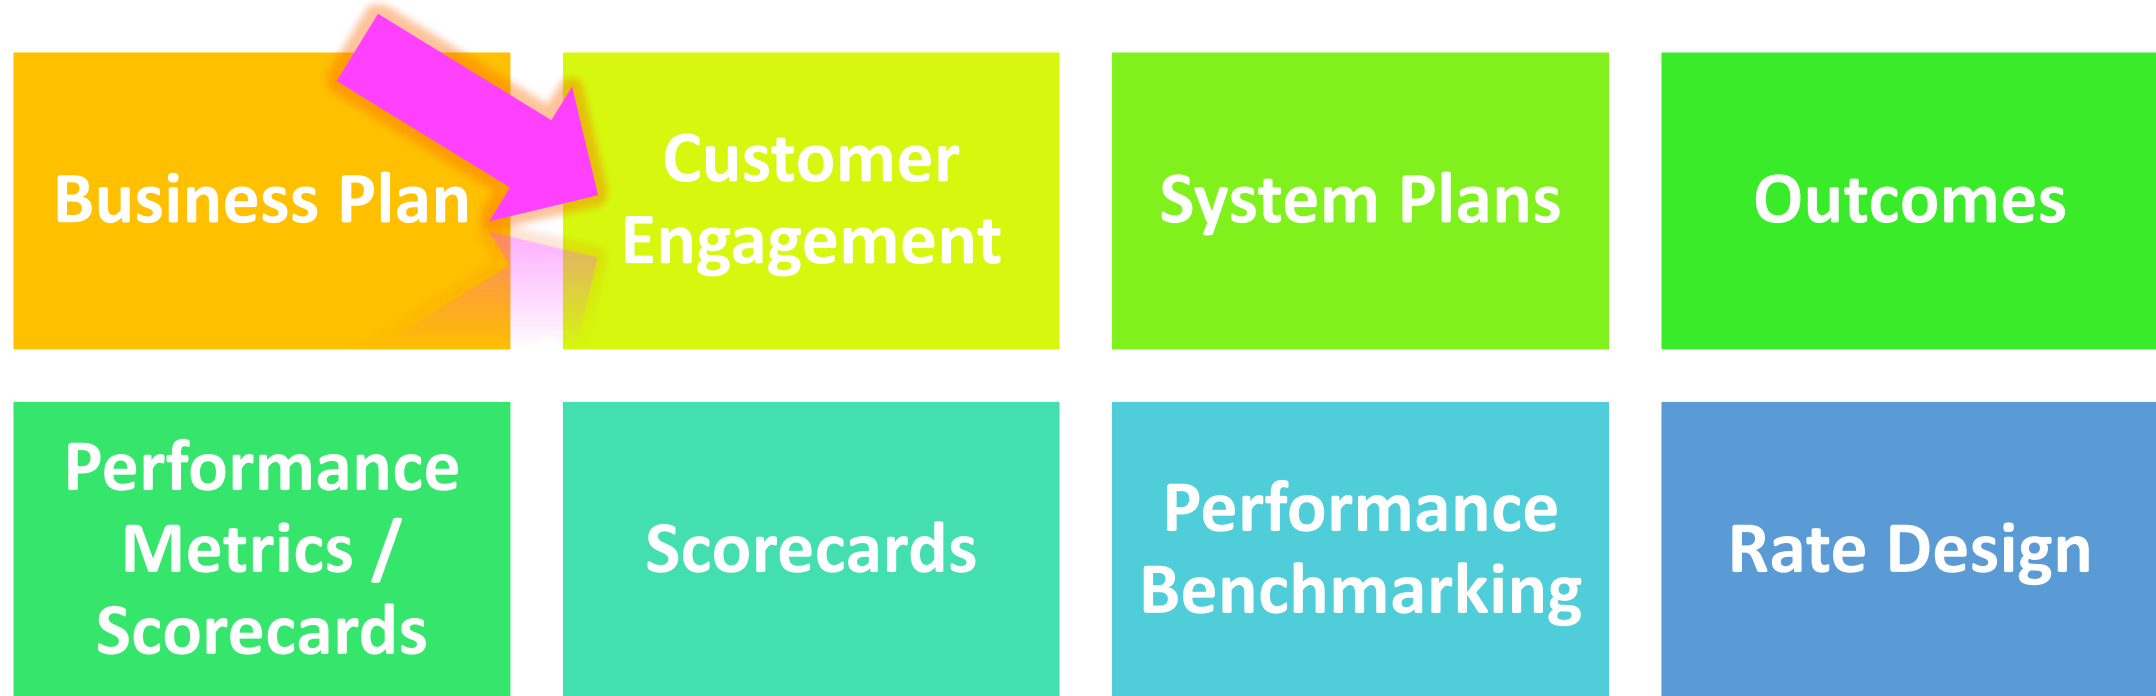 Business Plan
Customer
Engagement
System Plans
Outcomes
Performance
Metrics /
Scorecards
Scorecards
Performance
Benchmarking
Rate Design